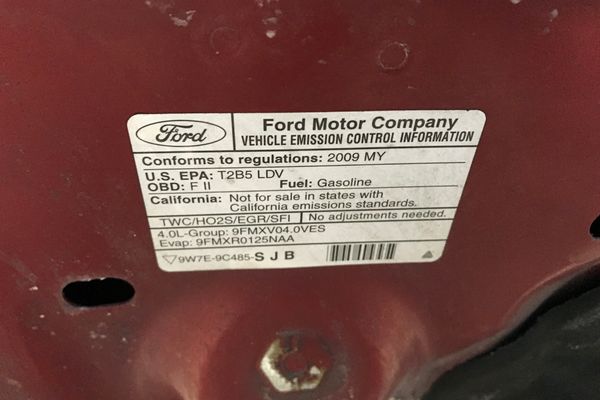 Ford
Ford Motor Company
VEHICLE EMISSION CONTROL INFORMATION
Conforms to regulations: 2009 MY
U.S. EPA: T2B5 LDV
OBD: F II Fuel: Gasoline
California: Not for sale in states with
California emissions standards.
TWC/HO2S/EGR/SFI No adjustments needed.
4.0L-Group: 9FMXV04.0VES
Evap: 9FMXR0125NAA
9W7E-9C485-SJB